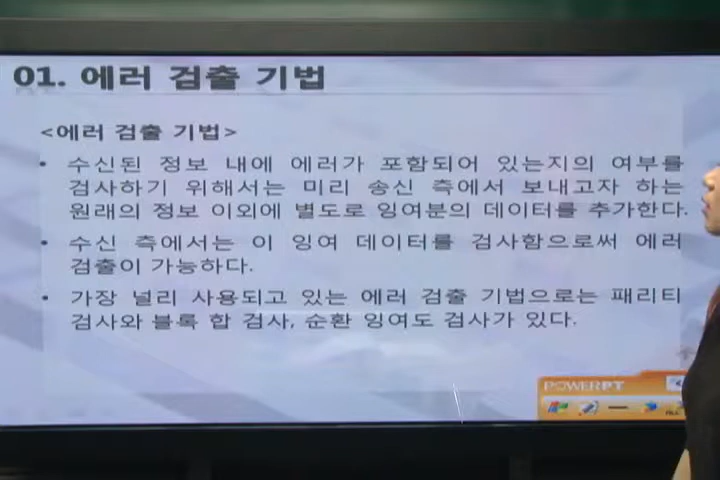 01. 에러 검출 기법
<에러 검출 기법>
• 수신된 정보 내에 에러가 포함되어 있는지의 여부를
검사하기 위해서는 미리 송신 측에서 보내고자 하는
원래의 정보 이외에 별도로 잉여분의 데이터를 추가한다.
• 수신 측에서는 이 잉여 데이터를 검사함으로써 에러
검출이 가능하다.
• 가장 널리 사용되고 있는 에러 검출 기법으로는 패리티
검사와 블록 합 검사, 순환 잉여도 검사가 있다.
POWERPT